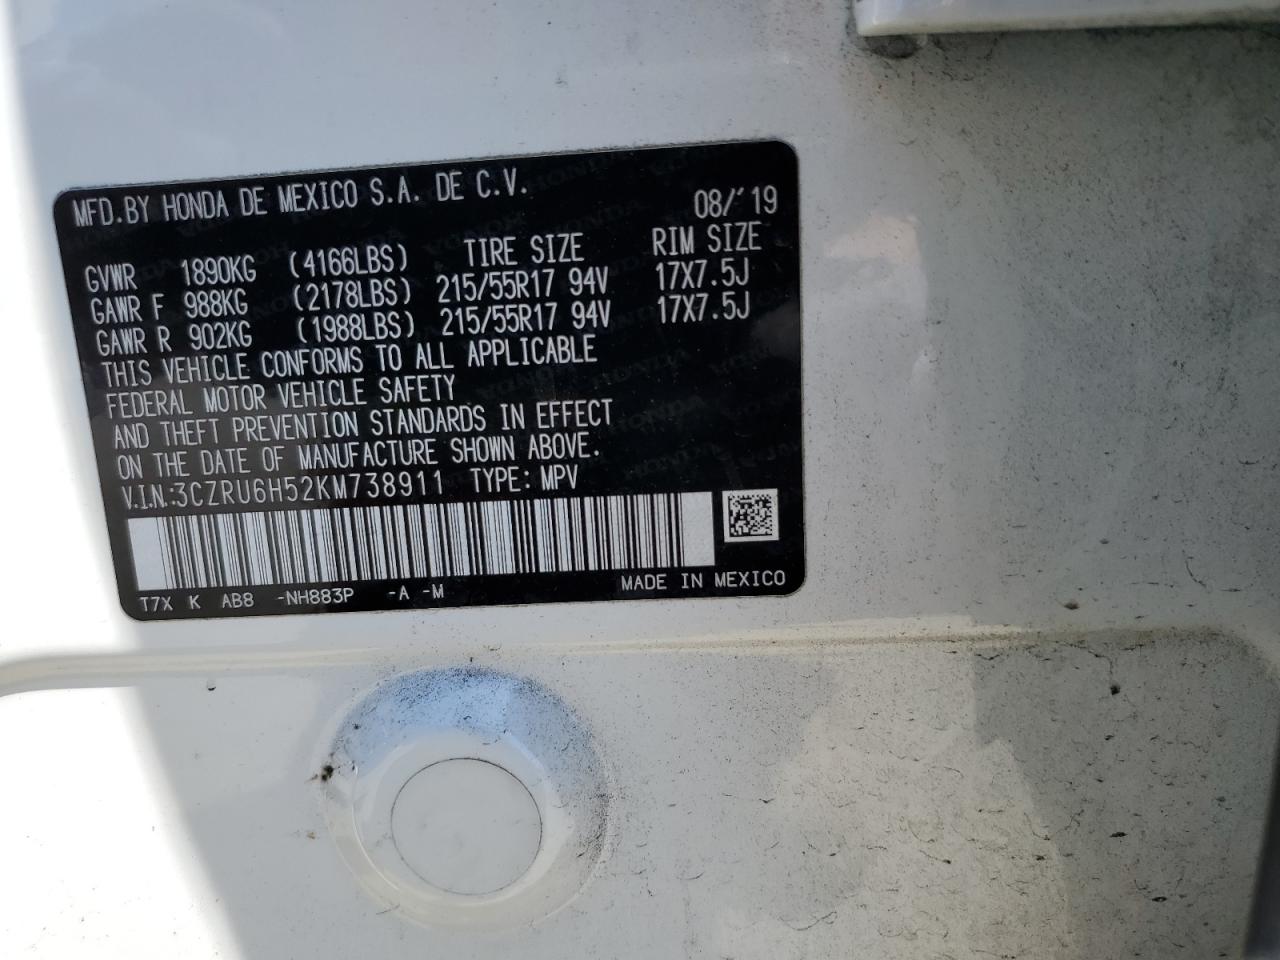 MFD.BY HONDA DE MEXICO S.A. DE C.V.
08/'19
GVWR 1890KG (4166LBS) TIRE SIZE RIM SIZE
GAWR F 988KG (2178LBS) 215/55R17 94V 17X7.5J
GAWR R 902KG (1988LBS) 215/55R17 94V 17X7.5J
THIS VEHICLE CONFORMS TO ALL APPLICABLE
FEDERAL MOTOR VEHICLE SAFETY
AND THEFT PREVENTION STANDARDS IN EFFECT
ON THE DATE OF MANUFACTURE SHOWN ABOVE.
V.I.N.:3CZRU6H52KM738911 TYPE: MPV
T7X K AB8 -NH883P -A -M MADE IN MEXICO